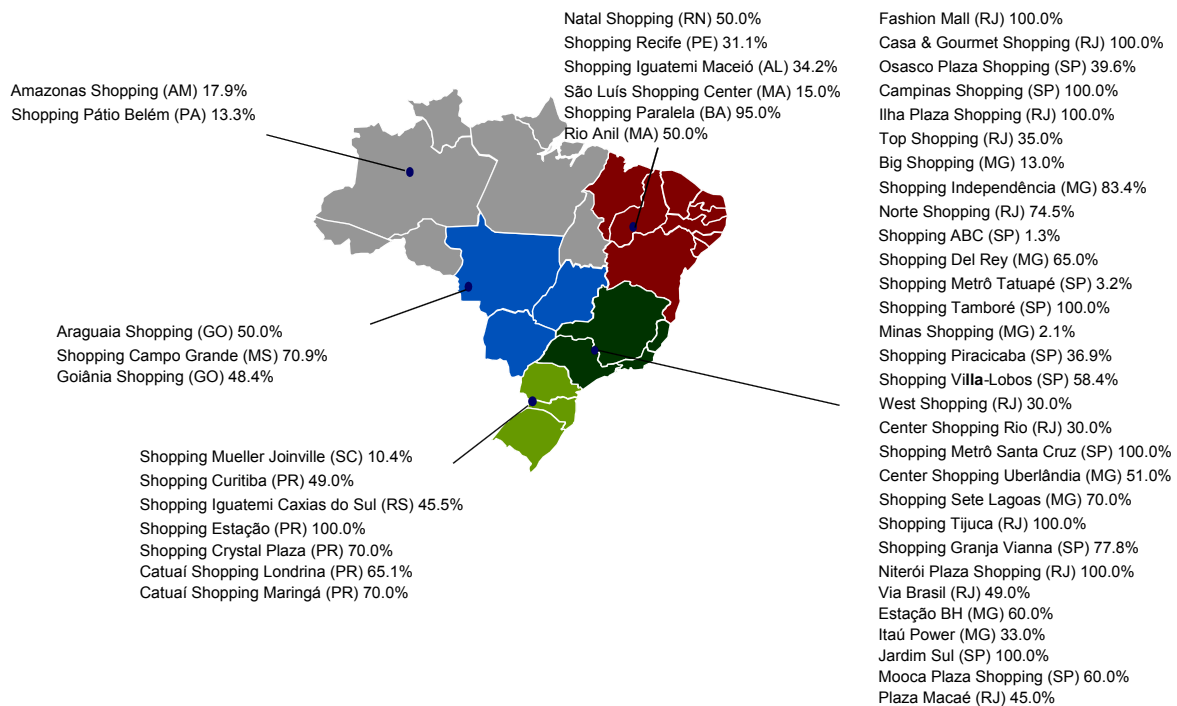 Amazonas Shopping (AM) 17.9%
Shopping Pátio Belém (PA) 13.3%
Natal Shopping (RN) 50.0%
Shopping Recife (PE) 31.1%
Shopping Iguatemi Maceió (AL) 34.2%
São Luís Shopping Center (MA) 15.0%
Shopping Paralela (BA) 95.0%
Rio Anil (MA) 50.0%
Araguaia Shopping (GO) 50.0%
Shopping Campo Grande (MS) 70.9%
Goiânia Shopping (GO) 48.4%
Shopping Mueller Joinville (SC) 10.4%
Shopping Curitiba (PR) 49.0%
Shopping Iguatemi Caxias do Sul (RS) 45.5%
Shopping Estação (PR) 100.0%
Shopping Crystal Plaza (PR) 70.0%
Catuaí Shopping Londrina (PR) 65.1%
Catuaí Shopping Maringá (PR) 70.0%
Fashion Mall (RJ) 100.0%
Casa & Gourmet Shopping (RJ) 100.0%
Osasco Plaza Shopping (SP) 39.6%
Campinas Shopping (SP) 100.0%
Ilha Plaza Shopping (RJ) 100.0%
Top Shopping (RJ) 35.0%
Big Shopping (MG) 13.0%
Shopping Independência (MG) 83.4%
Norte Shopping (RJ) 74.5%
Shopping ABC (SP) 1.3%
Shopping Del Rey (MG) 65.0%
Shopping Metrô Tatuapé (SP) 3.2%
Shopping Tamboré (SP) 100.0%
Minas Shopping (MG) 2.1%
Shopping Piracicaba (SP) 36.9%
Shopping Villa-Lobos (SP) 58.4%
West Shopping (RJ) 30.0%
Center Shopping Rio (RJ) 30.0%
Shopping Metrô Santa Cruz (SP) 100.0%
Center Shopping Uberlândia (MG) 51.0%
Shopping Sete Lagoas (MG) 70.0%
Shopping Tijuca (RJ) 100.0%
Shopping Granja Vianna (SP) 77.8%
Niterói Plaza Shopping (RJ) 100.0%
Via Brasil (RJ) 49.0%
Estação BH (MG) 60.0%
Itaú Power (MG) 33.0%
Jardim Sul (SP) 100.0%
Mooca Plaza Shopping (SP) 60.0%
Plaza Macaé (RJ) 45.0%